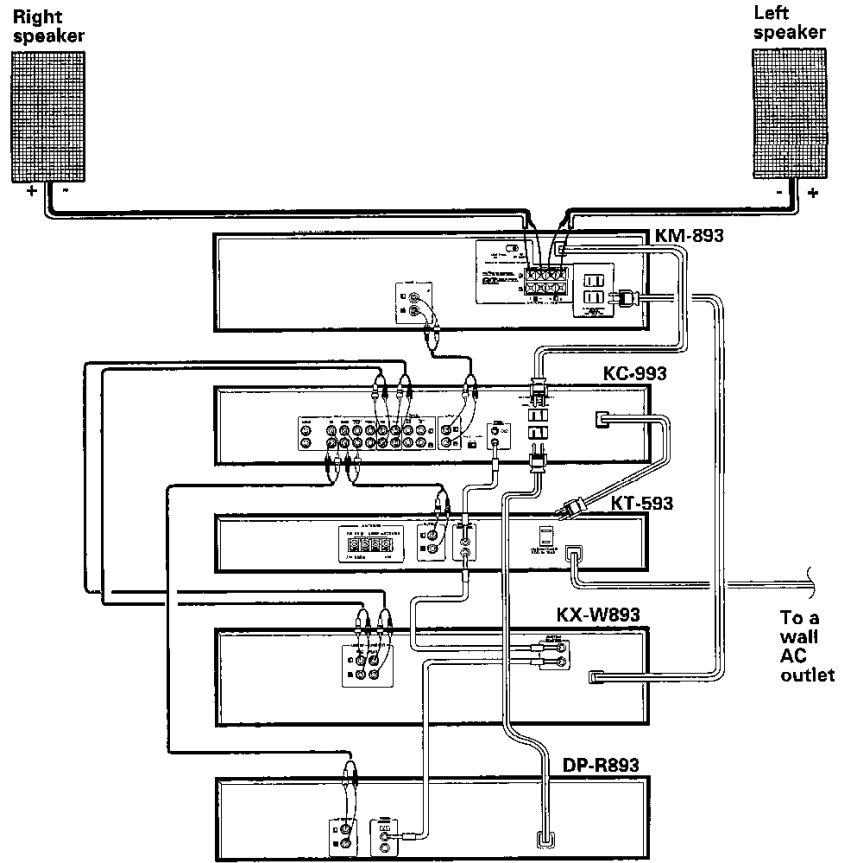 Right
speaker
Left
speaker
+ -
- +
KM-893
KC-993
KT-593
KX-W893
To a
wall
AC
outlet
DP-R893